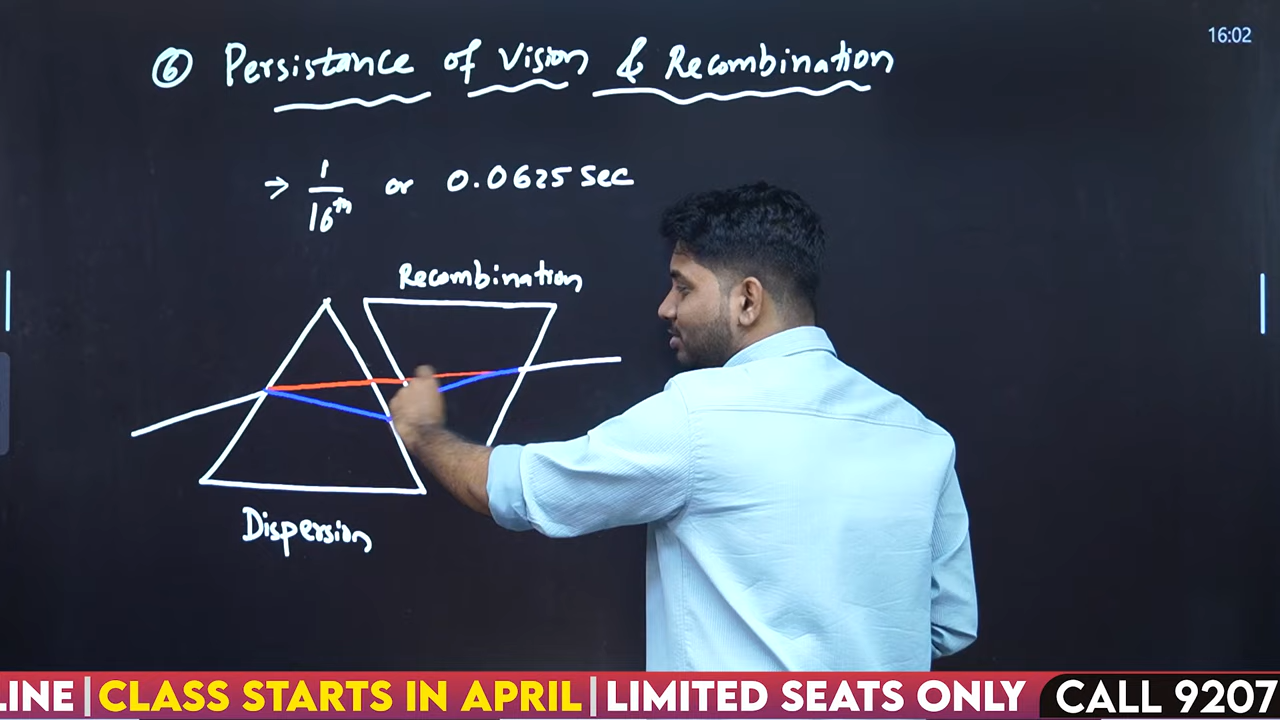 16:02
⑥ Persistance of Vision & Recombination
→ 1/16th or 0.0625 Sec
Recombination
Dispersion
LINE | CLASS STARTS IN APRIL | LIMITED SEATS ONLY CALL 9207